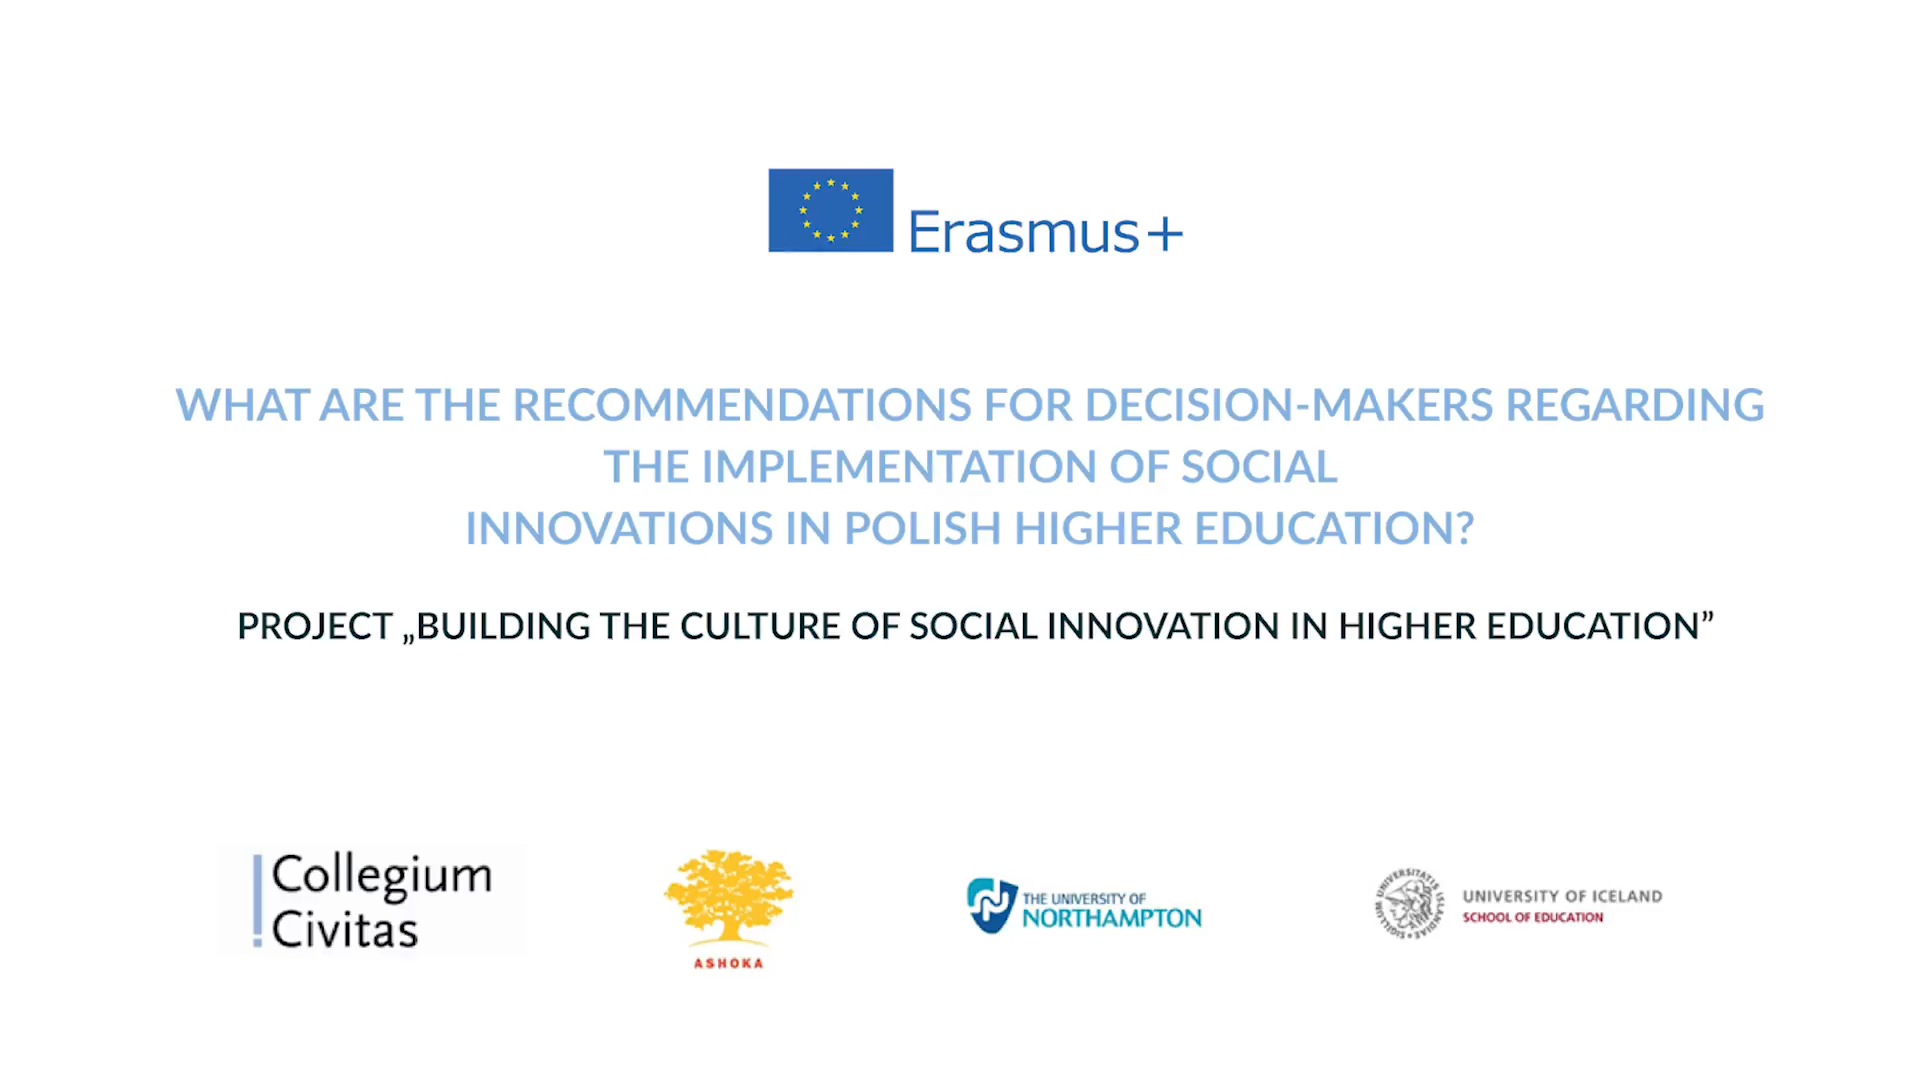 Erasmus+
WHAT ARE THE RECOMMENDATIONS FOR DECISION-MAKERS REGARDING
THE IMPLEMENTATION OF SOCIAL
INNOVATIONS IN POLISH HIGHER EDUCATION?
PROJECT „BUILDING THE CULTURE OF SOCIAL INNOVATION IN HIGHER EDUCATION”
Collegium
Civitas
ASHOKA
THE UNIVERSITY OF
NORTHAMPTON
UNIVERSITY OF ICELAND
SCHOOL OF EDUCATION